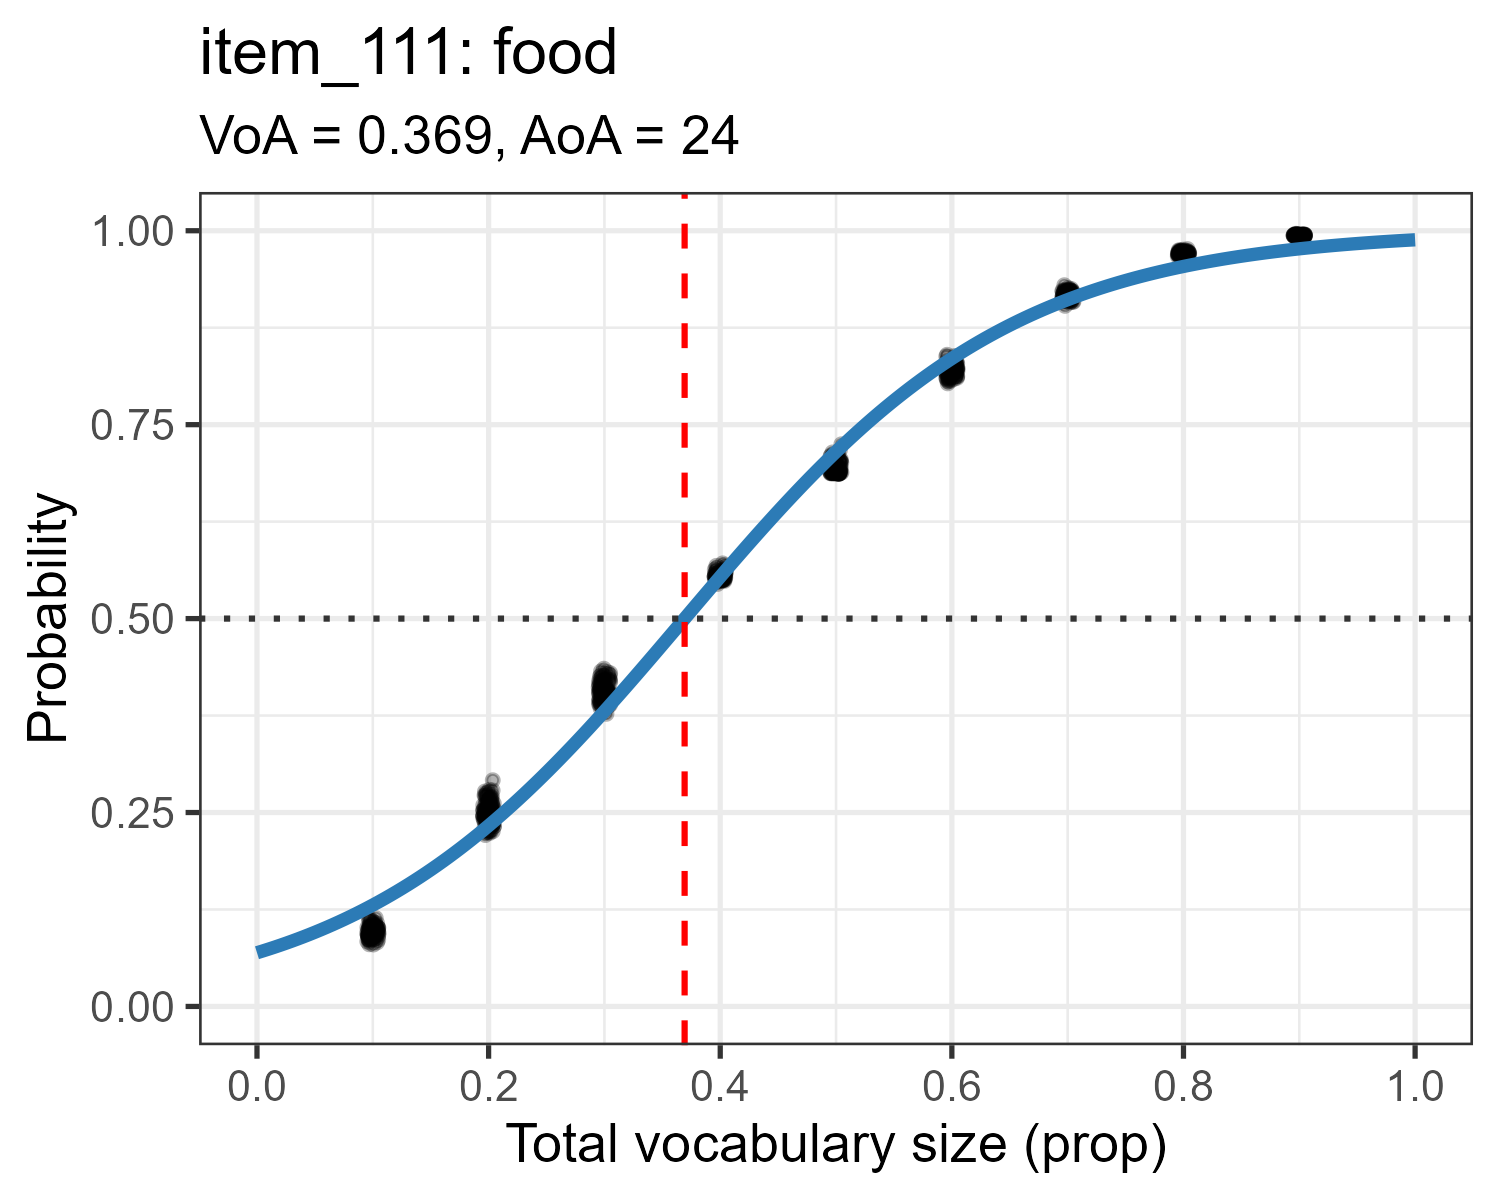 item_111: food
VoA = 0.369, AoA = 24
1.00
0.75
0.50
0.25
0.00
Probability
0.0 0.2 0.4 0.6 0.8 1.0
Total vocabulary size (prop)